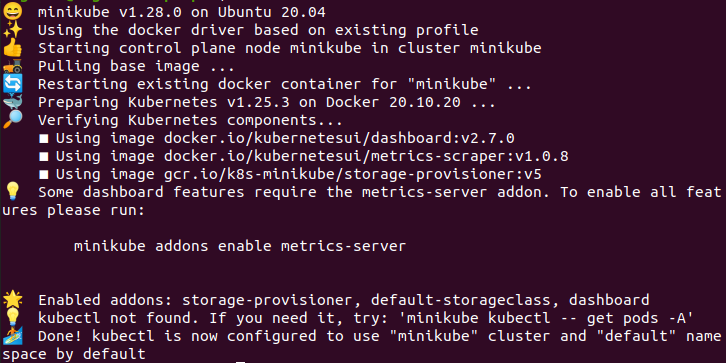 😄 minikube v1.28.0 on Ubuntu 20.04
✨ Using the docker driver based on existing profile
👍 Starting control plane node minikube in cluster minikube
🚜 Pulling base image ...
🔄 Restarting existing docker container for "minikube" ...
🐳 Preparing Kubernetes v1.25.3 on Docker 20.10.20 ...
🔎 Verifying Kubernetes components...
▪ Using image docker.io/kubernetesui/dashboard:v2.7.0
▪ Using image docker.io/kubernetesui/metrics-scraper:v1.0.8
▪ Using image gcr.io/k8s-minikube/storage-provisioner:v5
💡 Some dashboard features require the metrics-server addon. To enable all feat
ures please run:
minikube addons enable metrics-server
🌟 Enabled addons: storage-provisioner, default-storageclass, dashboard
💡 kubectl not found. If you need it, try: 'minikube kubectl -- get pods -A'
🏄 Done! kubectl is now configured to use "minikube" cluster and "default" name
space by default